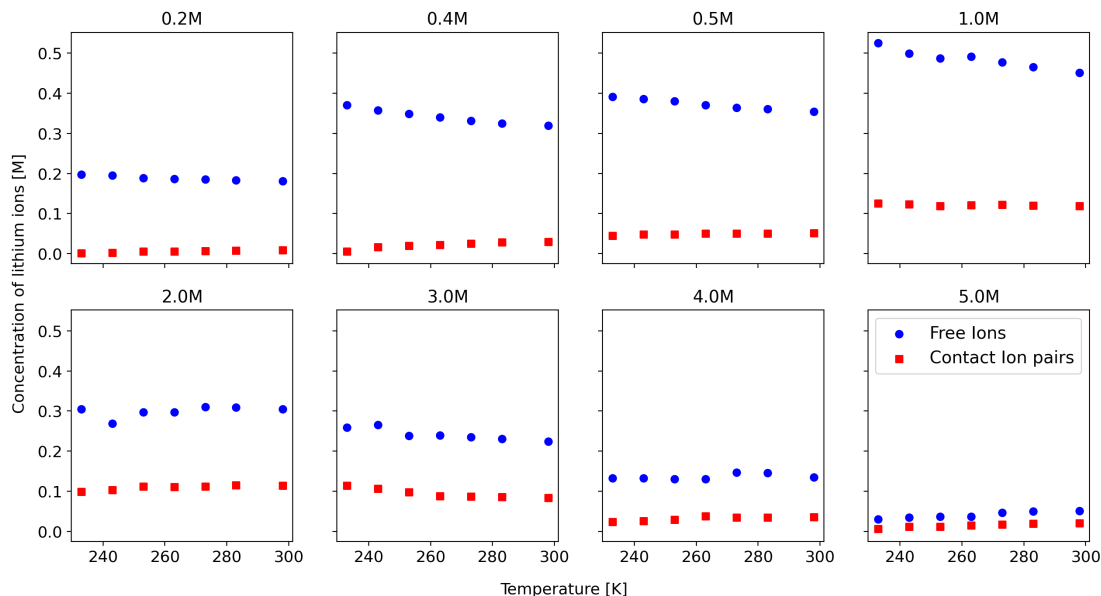 0.2M 0.4M 0.5M 1.0M
0.5
0.4
0.3
0.2
0.1
0.0
2.0M 3.0M 4.0M 5.0M
0.5
0.4
0.3
0.2
0.1
0.0
Free Ions
Contact Ion pairs
240 260 280 300 240 260 280 300 240 260 280 300 240 260 280 300
Concentration of lithium ions [M]
Temperature [K]